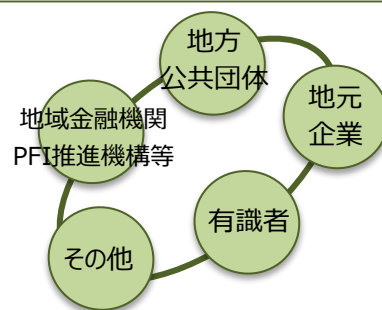 地方
公共団体
地元
企業
有識者
その他
地域金融機関
PFI推進機構等